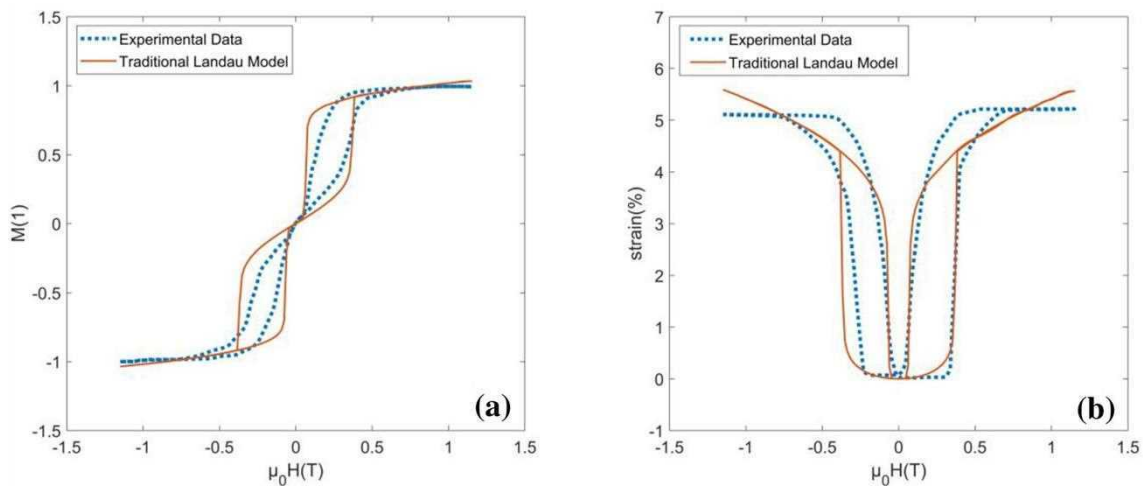 1.5
Experimental Data
Traditional Landau Model
1
0.5
0
-0.5
-1
-1.5
-1.5 -1 -0.5 0 0.5 1 1.5
M(1)
μ0H(T)
(a)
7
Experimental Data
Traditional Landau Model
6
5
4
3
2
1
0
-1
-1.5 -1 -0.5 0 0.5 1 1.5
strain(%)
μ0H(T)
(b)